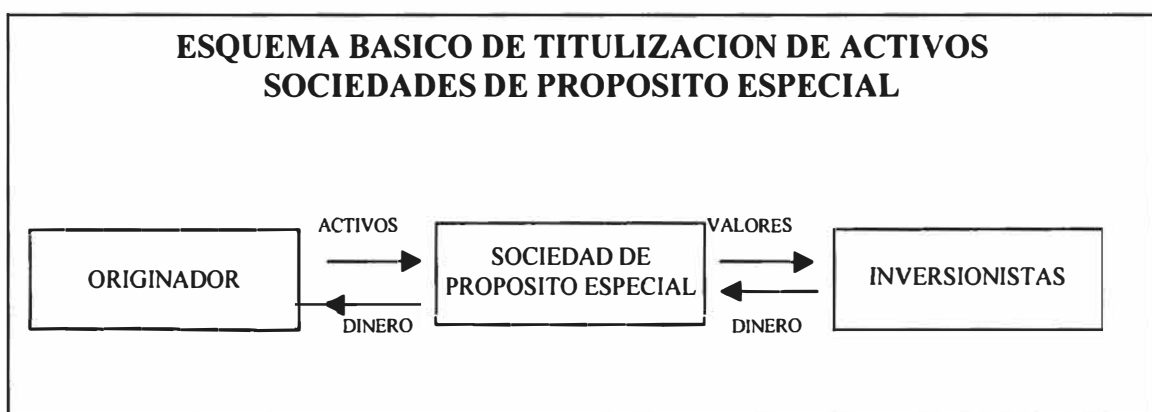 ESQUEMA BASICO DE TITULIZACION DE ACTIVOS
SOCIEDADES DE PROPOSITO ESPECIAL
ACTIVOS
VALORES
ORIGINADOR
SOCIEDAD DE
PROPOSITO ESPECIAL
INVERSIONISTAS
DINERO
DINERO